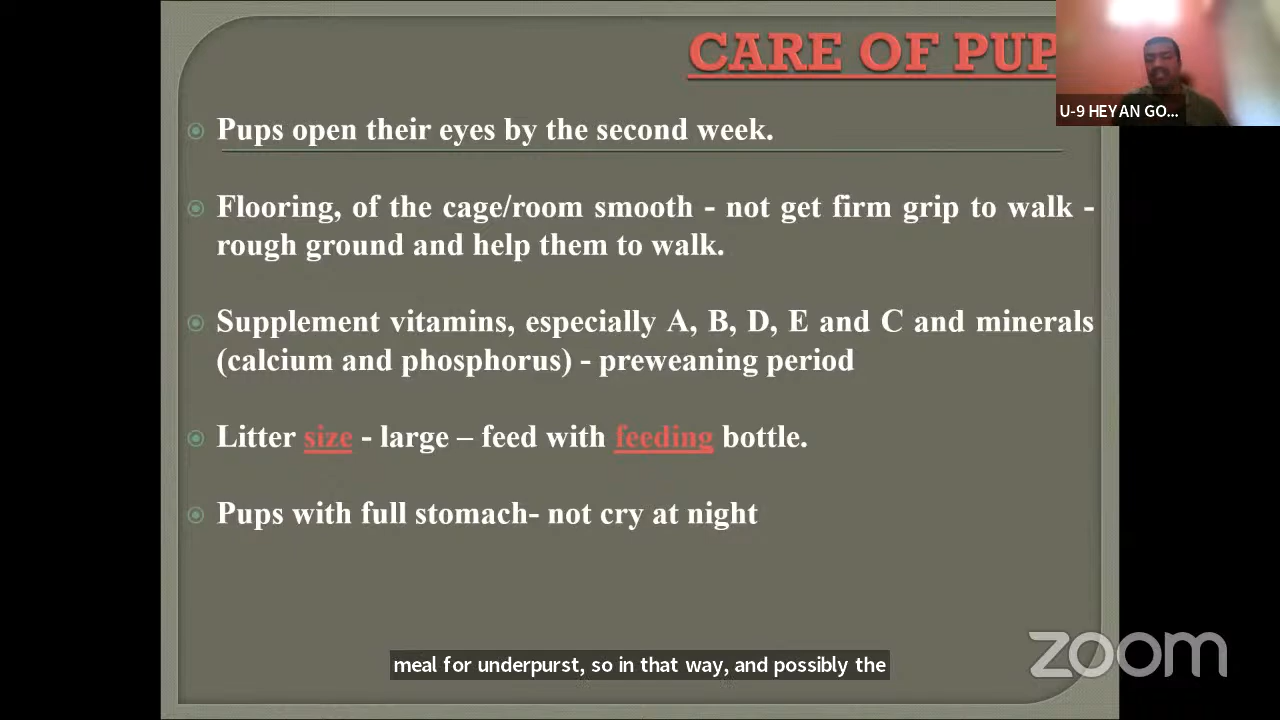 CARE OF PUP
U-9 HEYAN GO...
Pups open their eyes by the second week.
Flooring, of the cage/room smooth - not get firm grip to walk -
rough ground and help them to walk.
Supplement vitamins, especially A, B, D, E and C and minerals
(calcium and phosphorus) - preweaning period
Litter size - large – feed with feeding bottle.
Pups with full stomach- not cry at night
meal for underpurst, so in that way, and possibly the
zoom